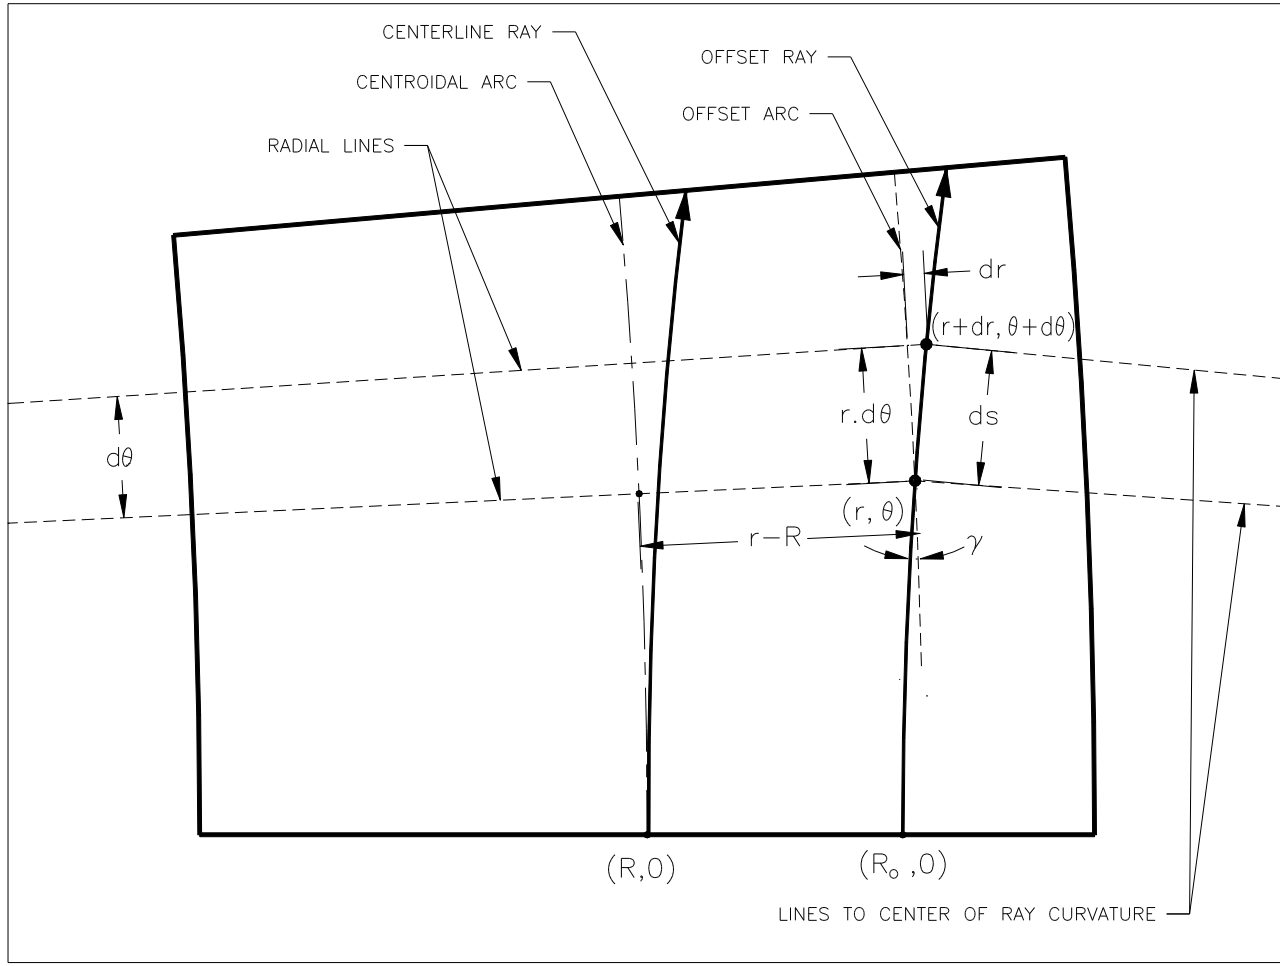 CENTERLINE RAY
OFFSET RAY
CENTROIDAL ARC
OFFSET ARC
RADIAL LINES
dr
(r+dr, θ+dθ)
r.dθ
ds
dθ
(r, θ)
r–R
γ
(R,0)
(R₀ ,0)
LINES TO CENTER OF RAY CURVATURE